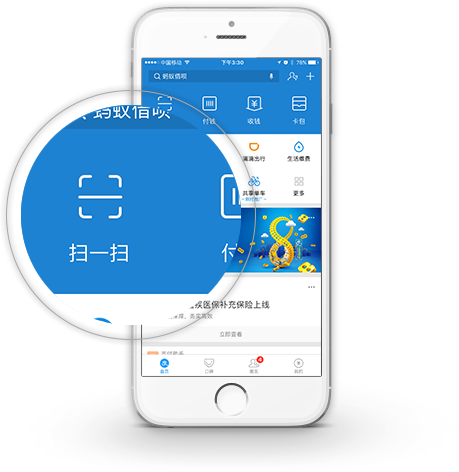 中国移动
下午3:30
78%
蚂蚁借呗
付钱
收钱
卡包
蚂蚁借呗
扫一扫
付
滴滴出行
生活缴费
共享单车
更多
8
医保补充保险上线
立即查看
4
首页
口碑
朋友
我的